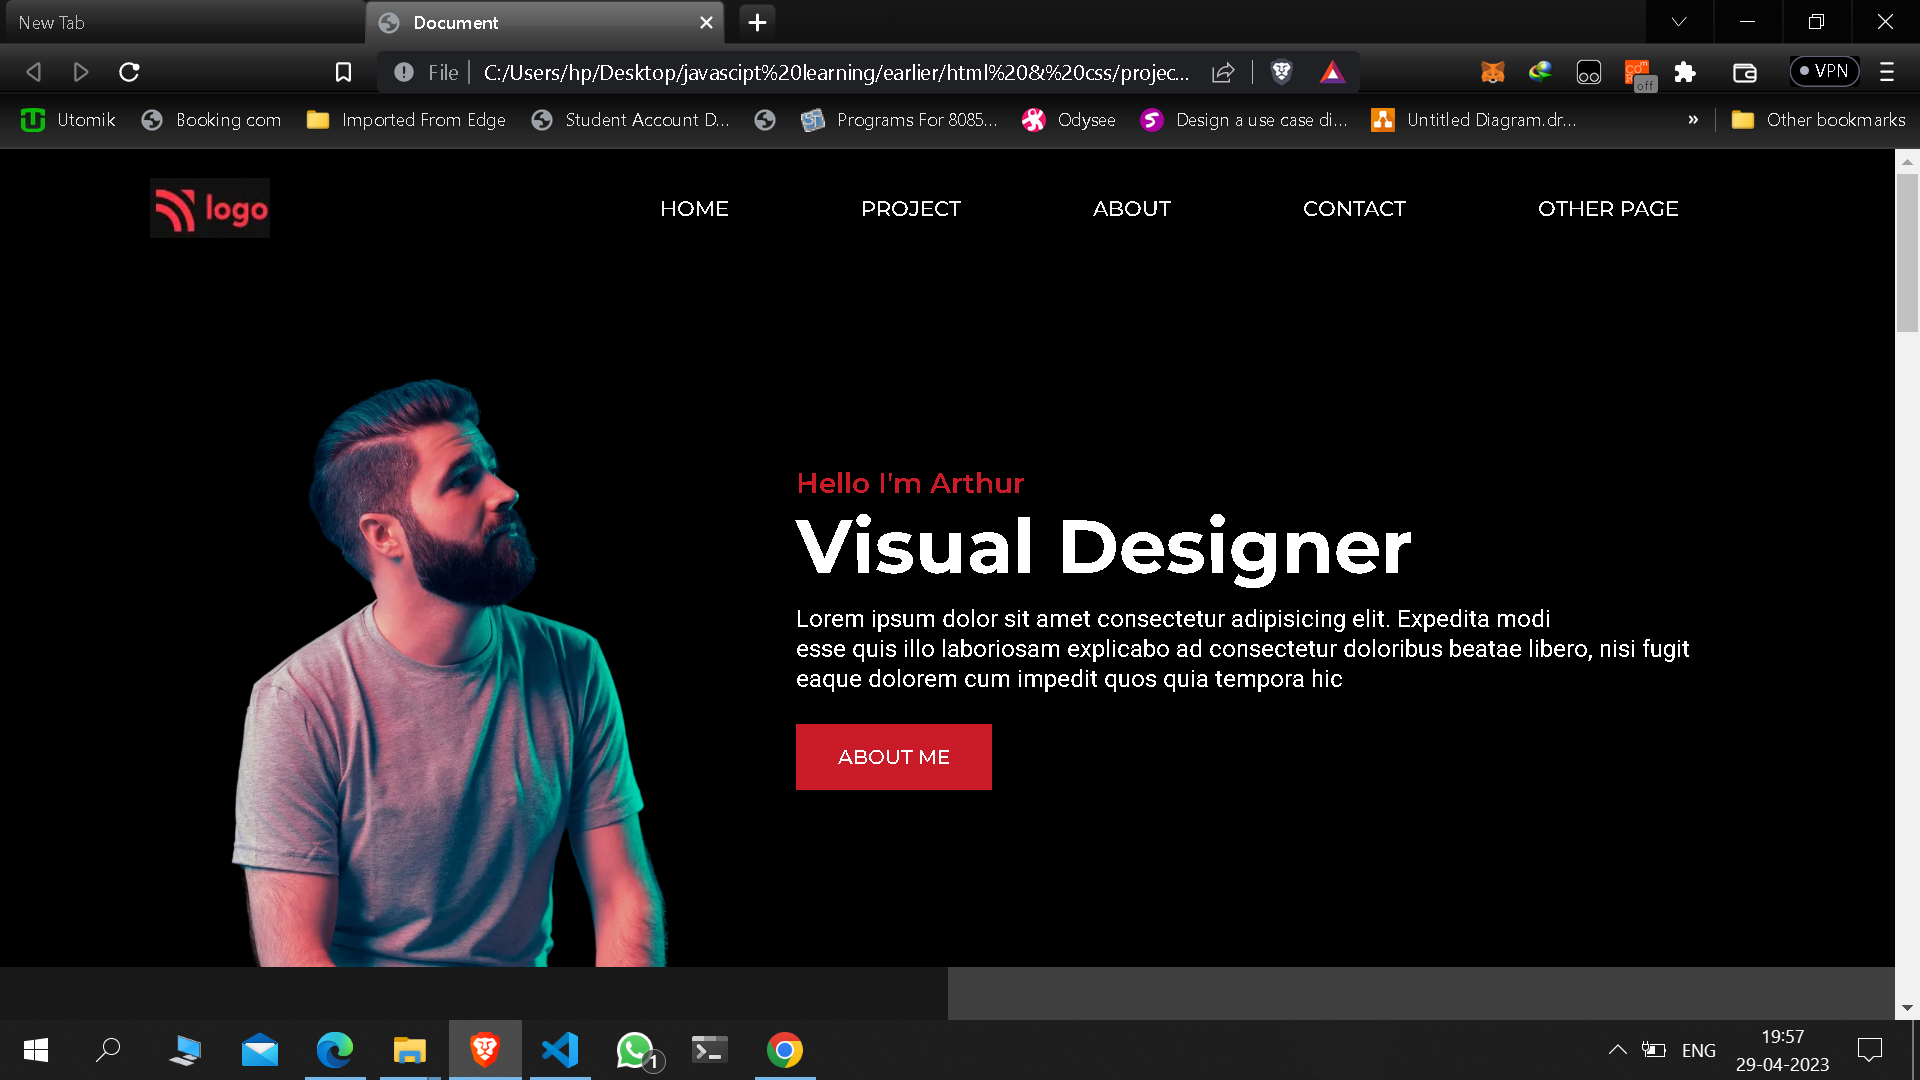 New Tab
Document
File
C:/Users/hp/Desktop/javascipt%20learning/earlier/html%20&%20css/projec...
off
VPN
Utomik
Booking com
Imported From Edge
Student Account D...
Programs For 8085...
Odysee
Design a use case di...
Untitled Diagram.dr...
»
Other bookmarks
logo
HOME
PROJECT
ABOUT
CONTACT
OTHER PAGE
Hello I'm Arthur
Visual Designer
Lorem ipsum dolor sit amet consectetur adipisicing elit. Expedita modi
esse quis illo laboriosam explicabo ad consectetur doloribus beatae libero, nisi fugit
eaque dolorem cum impedit quos quia tempora hic
ABOUT ME
1
ENG
19:57
29-04-2023